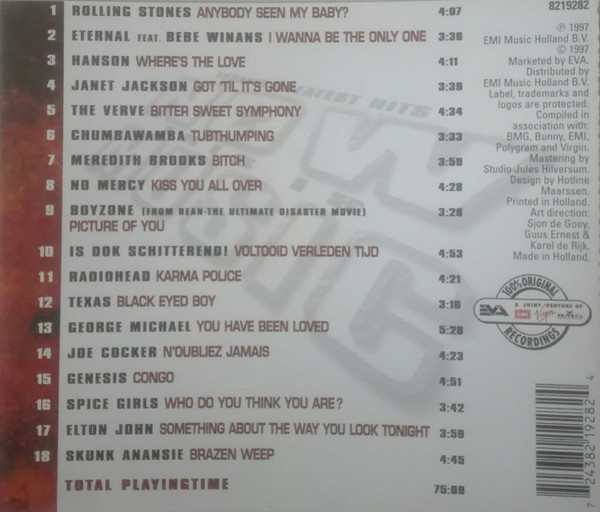 1 ROLLING STONES ANYBODY SEEN MY BABY? 4:07
2 ETERNAL FEAT. BEBE WINANS I WANNA BE THE ONLY ONE 3:36
3 HANSON WHERE'S THE LOVE 4:11
4 JANET JACKSON GOT 'TIL IT'S GONE 3:39
5 THE VERVE BITTER SWEET SYMPHONY 4:34
6 CHUMBAWAMBA TUBTHUMPING 3:33
7 MEREDITH BROOKS BITCH 3:59
8 NO MERCY KISS YOU ALL OVER 4:28
9 BOYZONE (FROM BEAN-THE ULTIMATE DISASTER MOVIE) 3:28
PICTURE OF YOU
10 IS OOK SCHITTEREND! VOLTOOID VERLEDEN TIJD 4:53
11 RADIOHEAD KARMA POLICE 4:21
12 TEXAS BLACK EYED BOY 3:16
13 GEORGE MICHAEL YOU HAVE BEEN LOVED 5:28
14 JOE COCKER N'OUBLIEZ JAMAIS 4:23
15 GENESIS CONGO 4:51
16 SPICE GIRLS WHO DO YOU THINK YOU ARE? 3:42
17 ELTON JOHN SOMETHING ABOUT THE WAY YOU LOOK TONIGHT 3:59
18 SKUNK ANANSIE BRAZEN WEEP 4:45
TOTAL PLAYINGTIME 75:09
GREATEST HITS
NOW
MUSIC
8219282
℗ 1997
EMI Music Holland B.V.
© 1997
Marketed by EVA.
Distributed by
EMI Music Holland B.V.
Label, trademarks and
logos are protected.
Compiled in
association with:
BMG, Bunny, EMI,
Polygram and Virgin.
Mastering by
Studio Jules Hilversum.
Design by Hotline
Maarssen.
Printed in Holland.
Art direction:
Sjon de Goey,
Guus Ernest &
Karel de Rijk.
Made in Holland.
100% ORIGINAL
A JOINT VENTURE OF
EVA EMI Virgin BMG
RECORDINGS
7 24382 19282 4